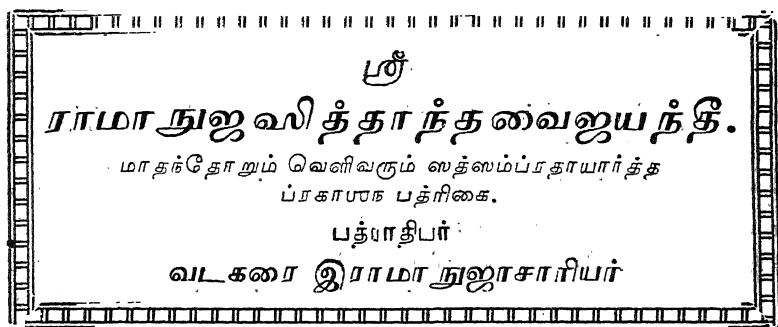 ஸ்ரீ
ராமாநுஜஸித்தாந்தவைஜயந்தீ.
மாதந்தோறும் வெளிவரும் ஸத்ஸம்ப்ரதாயார்த்த
ப்ரகாஶந பத்ரிகை.
பத்ராதிபர்
வடகரை இராமாநுஜாசாரியர்